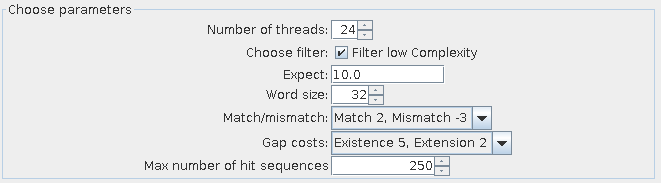 Choose parameters
Number of threads: 24
Choose filter: Filter low Complexity
Expect: 10.0
Word size: 32
Match/mismatch: Match 2, Mismatch -3
Gap costs: Existence 5, Extension 2
Max number of hit sequences 250